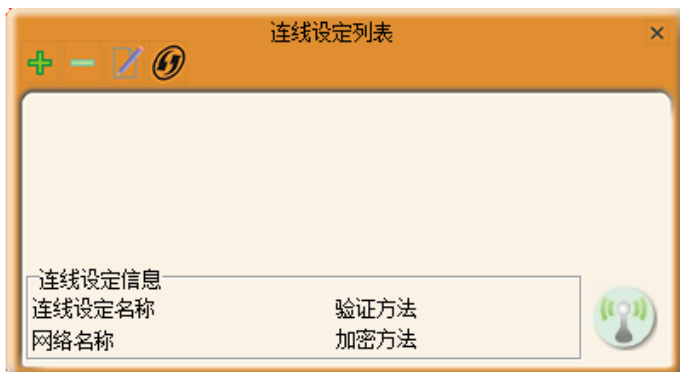 连线设定列表
连线设定信息
连线设定名称 验证方法
网络名称 加密方法